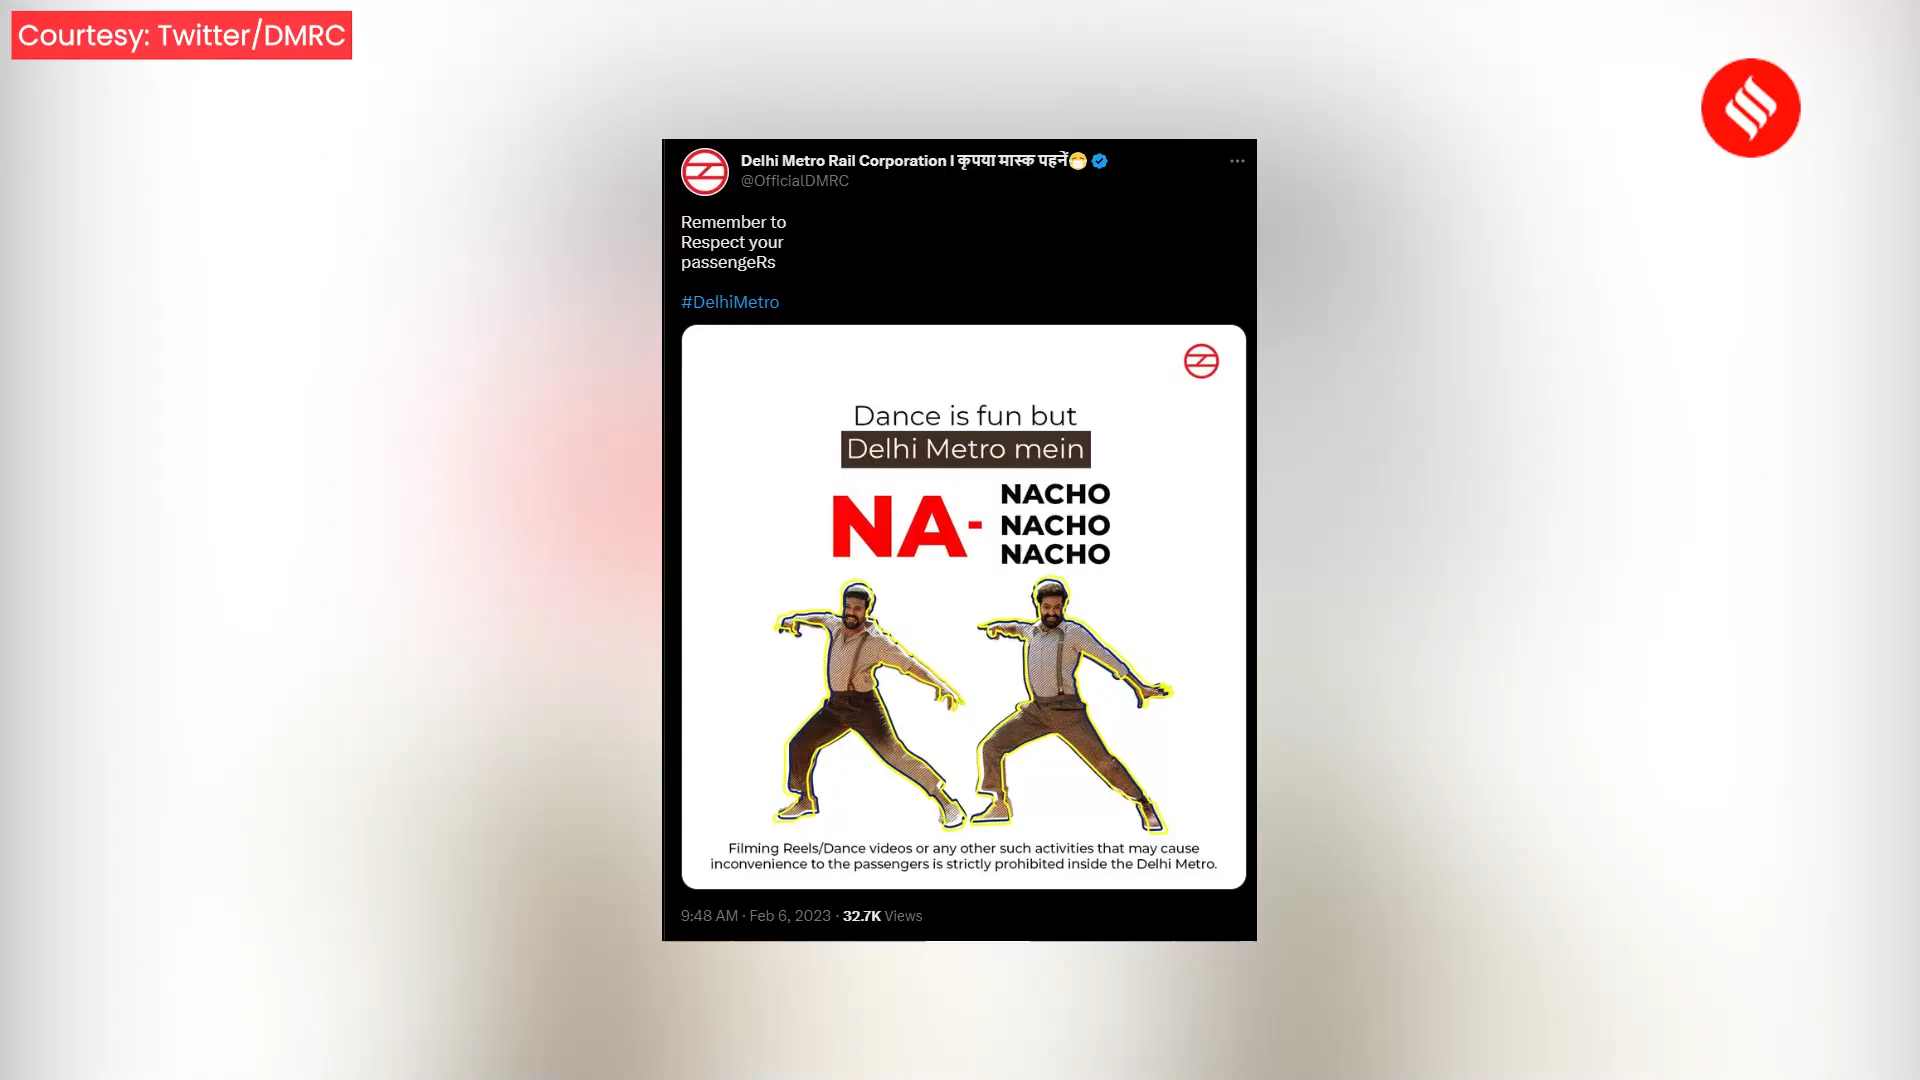 Courtesy: Twitter/DMRC
Delhi Metro Rail Corporation I कृपया मास्क पहनें😷
@OfficialDMRC
Remember to
Respect your
passengeRs
#DelhiMetro
Dance is fun but
Delhi Metro mein
NA- NACHO
NACHO
NACHO
Filming Reels/Dance videos or any other such activities that may cause
inconvenience to the passengers is strictly prohibited inside the Delhi Metro.
9:48 AM · Feb 6, 2023 · 32.7K Views